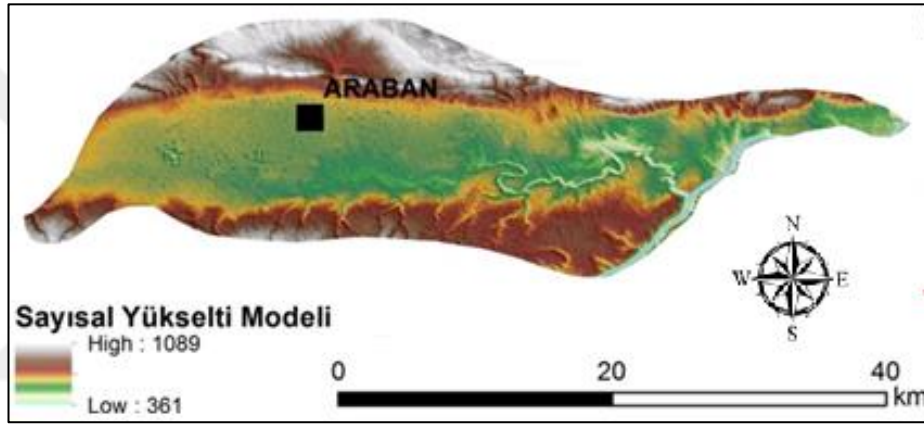 ARABAN
N
W E
S
Sayısal Yükselti Modeli
High : 1089
Low : 361
0 20 40
km